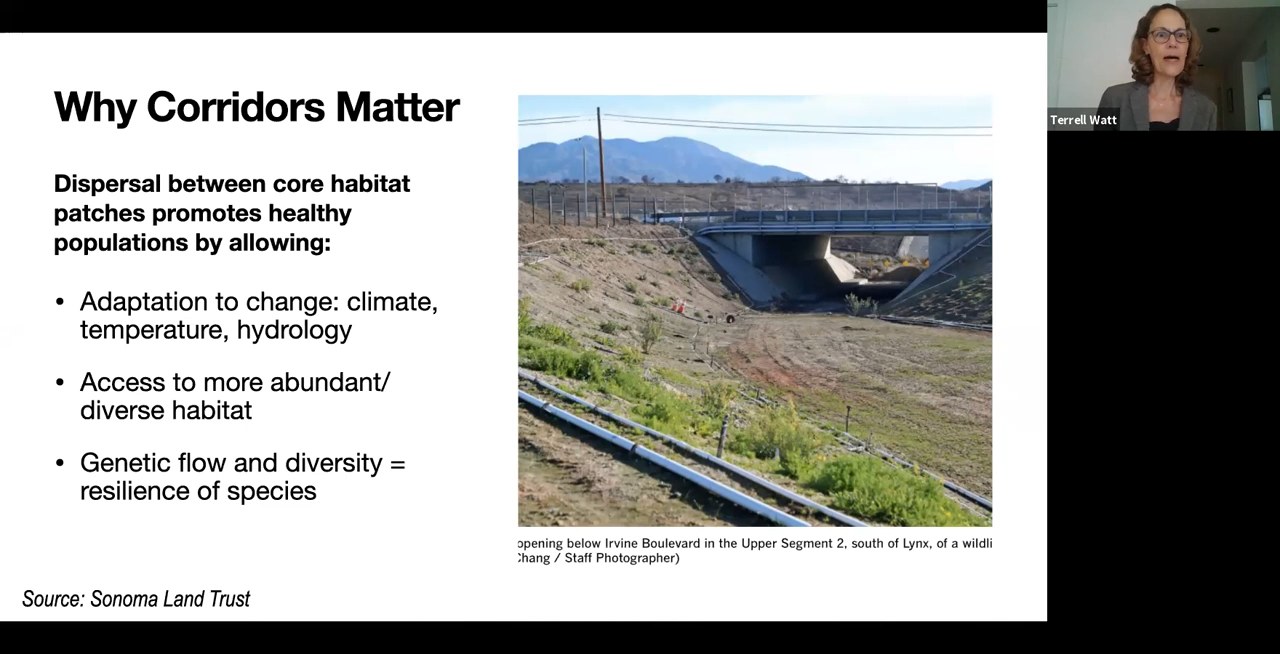 Why Corridors Matter
Dispersal between core habitat
patches promotes healthy
populations by allowing:
• Adaptation to change: climate,
temperature, hydrology
• Access to more abundant/
diverse habitat
• Genetic flow and diversity =
resilience of species
opening below Irvine Boulevard in the Upper Segment 2, south of Lynx, of a wildli
Chang / Staff Photographer)
Source: Sonoma Land Trust
Terrell Watt